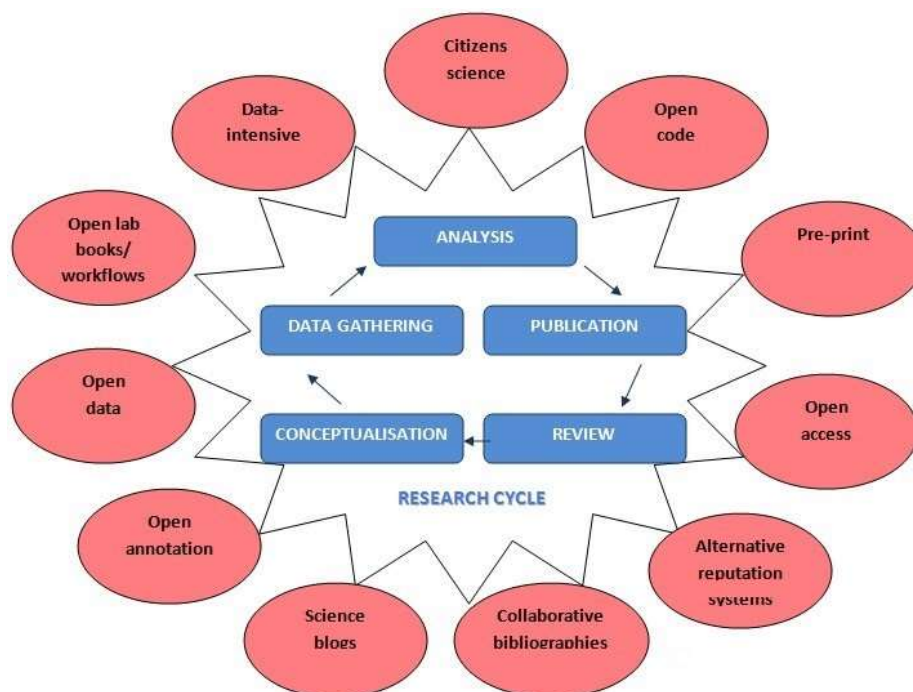 Citizens
science
Data-
intensive
Open
code
Open lab
books/
workflows
Pre-print
ANALYSIS
DATA GATHERING
PUBLICATION
Open
data
Open
access
CONCEPTUALISATION
REVIEW
RESEARCH CYCLE
Open
annotation
Alternative
reputation
systems
Science
blogs
Collaborative
bibliographies